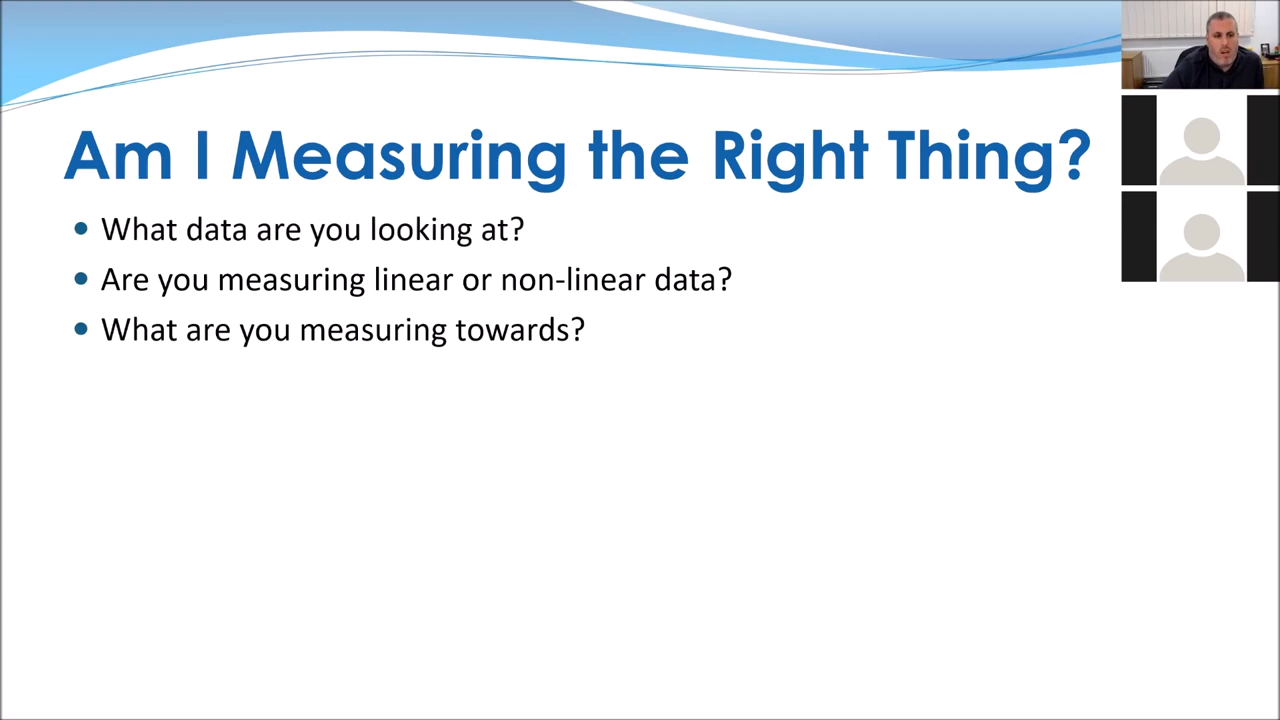 Am I Measuring the Right Thing?
What data are you looking at?
Are you measuring linear or non-linear data?
What are you measuring towards?